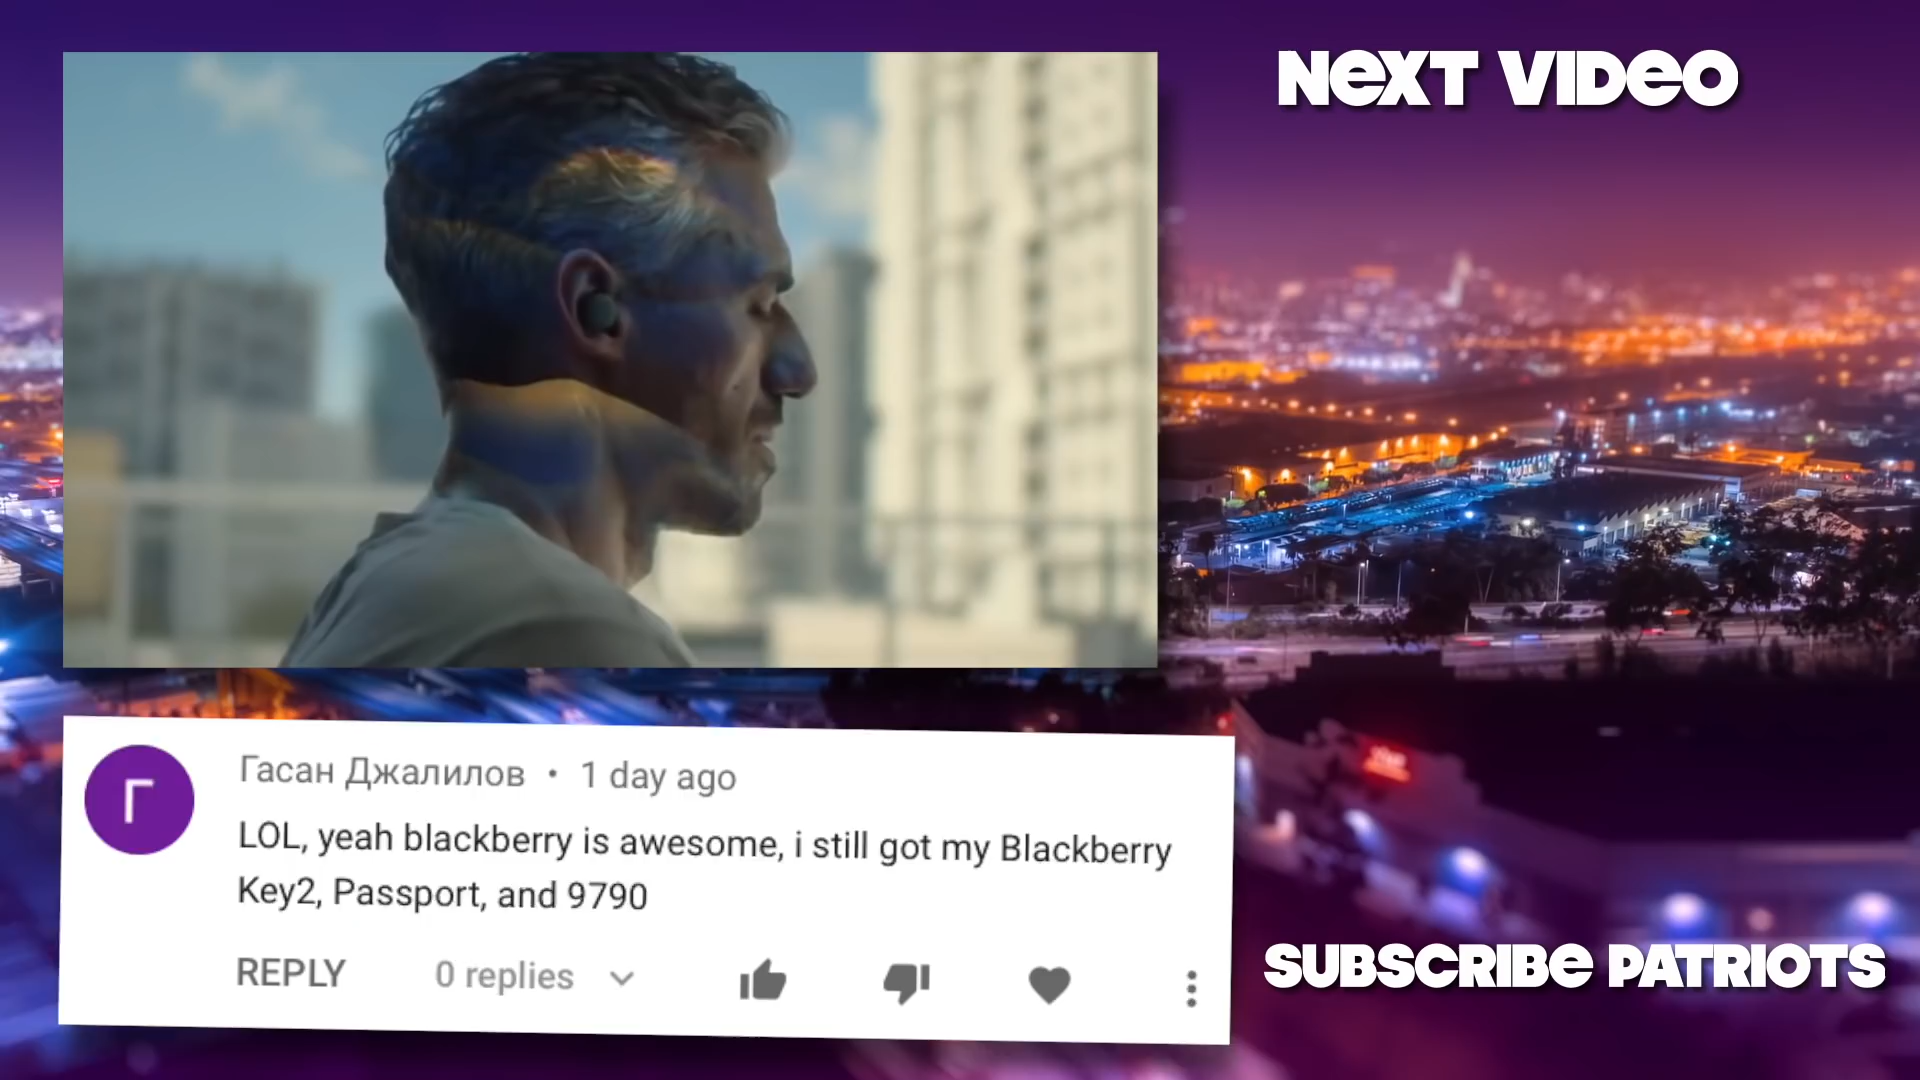 NEXT VIDEO
Гасан Джалилов • 1 day ago
Г
LOL, yeah blackberry is awesome, i still got my Blackberry
Key2, Passport, and 9790
REPLY 0 replies
SUBSCRIBE PATRIOTS